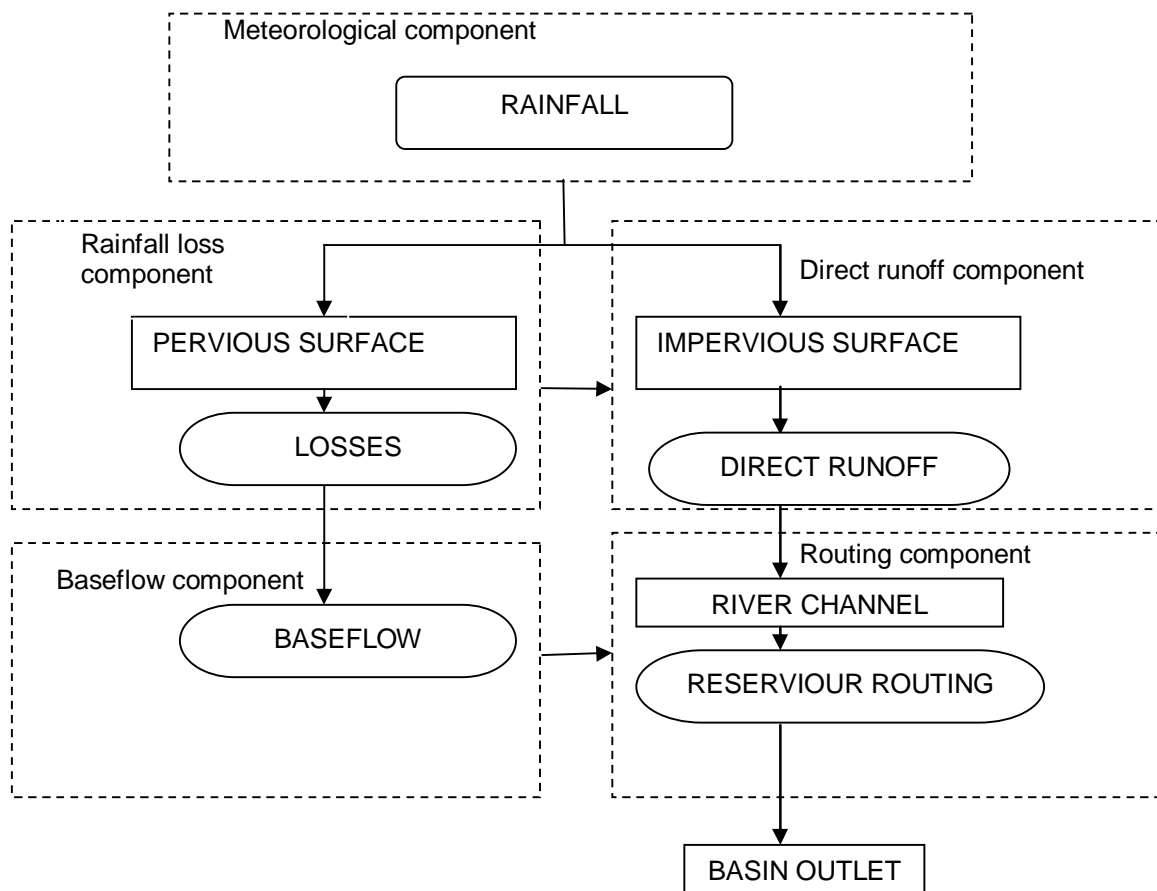 Meteorological component
RAINFALL
Rainfall loss
component
Direct runoff component
PERVIOUS SURFACE
IMPERVIOUS SURFACE
LOSSES
DIRECT RUNOFF
Baseflow component
Routing component
BASEFLOW
RIVER CHANNEL
RESERVIOUR ROUTING
BASIN OUTLET